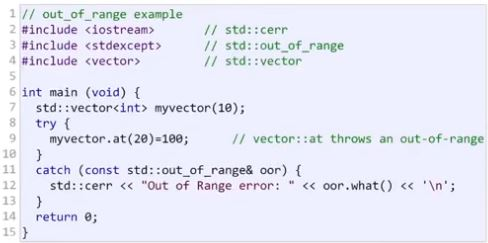 1 // out_of_range example
2 #include <iostream>       // std::cerr
3 #include <stdexcept>      // std::out_of_range
4 #include <vector>         // std::vector
5
6 int main (void) {
7   std::vector<int> myvector(10);
8   try {
9     myvector.at(20)=100;      // vector::at throws an out-of-range
10   }
11   catch (const std::out_of_range& oor) {
12     std::cerr << "Out of Range error: " << oor.what() << '\n';
13   }
14   return 0;
15 }